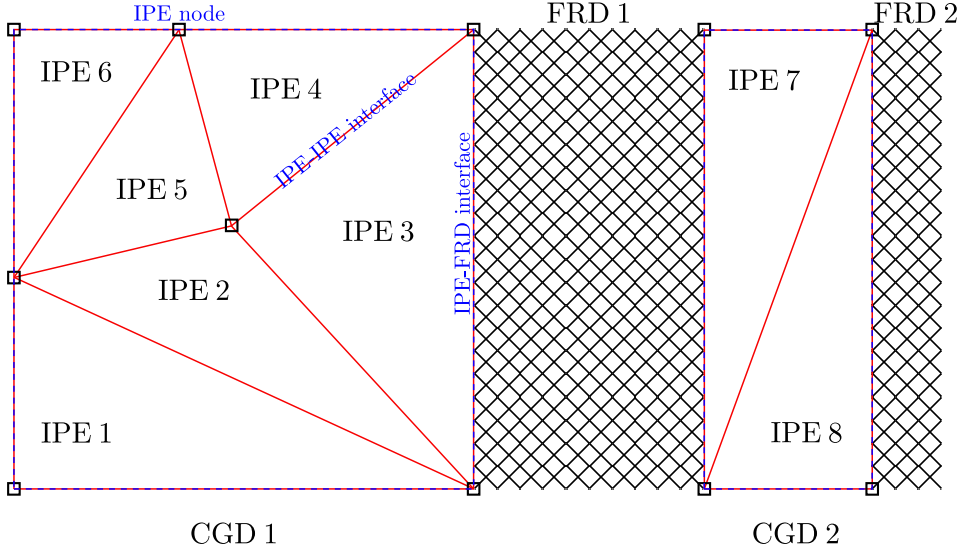 IPE node
FRD 1
FRD 2
IPE 6
IPE 4
IPE 7
IPE-IPE interface
IPE 5
IPE-FRD interface
IPE 3
IPE 2
IPE 1
IPE 8
CGD 1
CGD 2